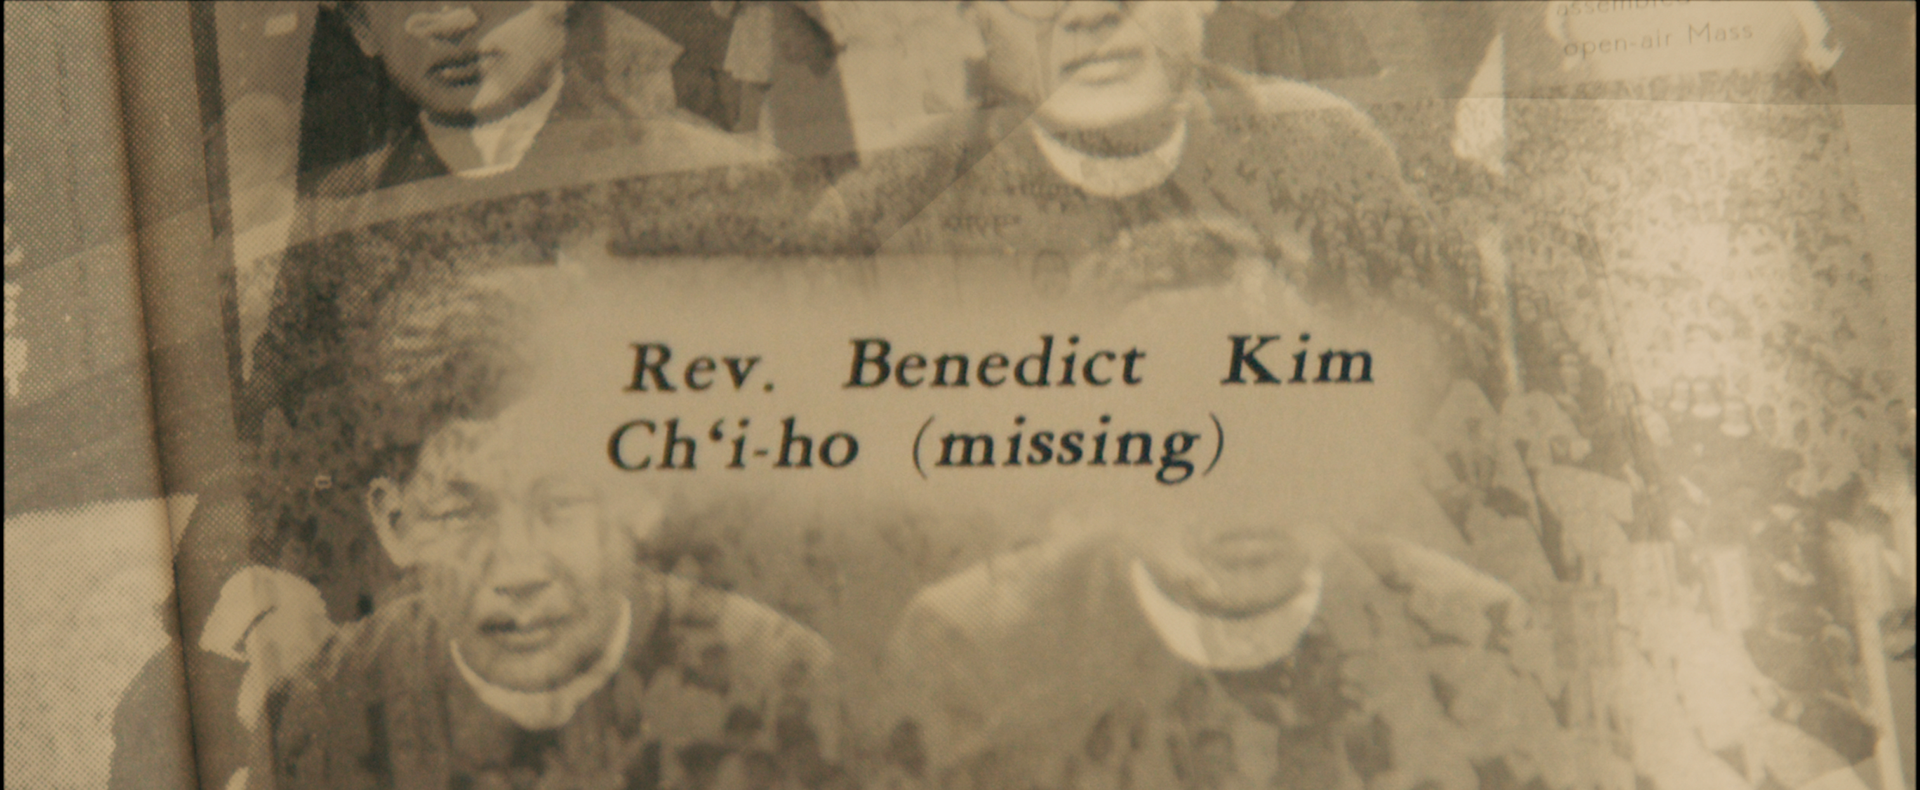 open-air Mass
Rev. Benedict Kim
Ch‘i-ho (missing)